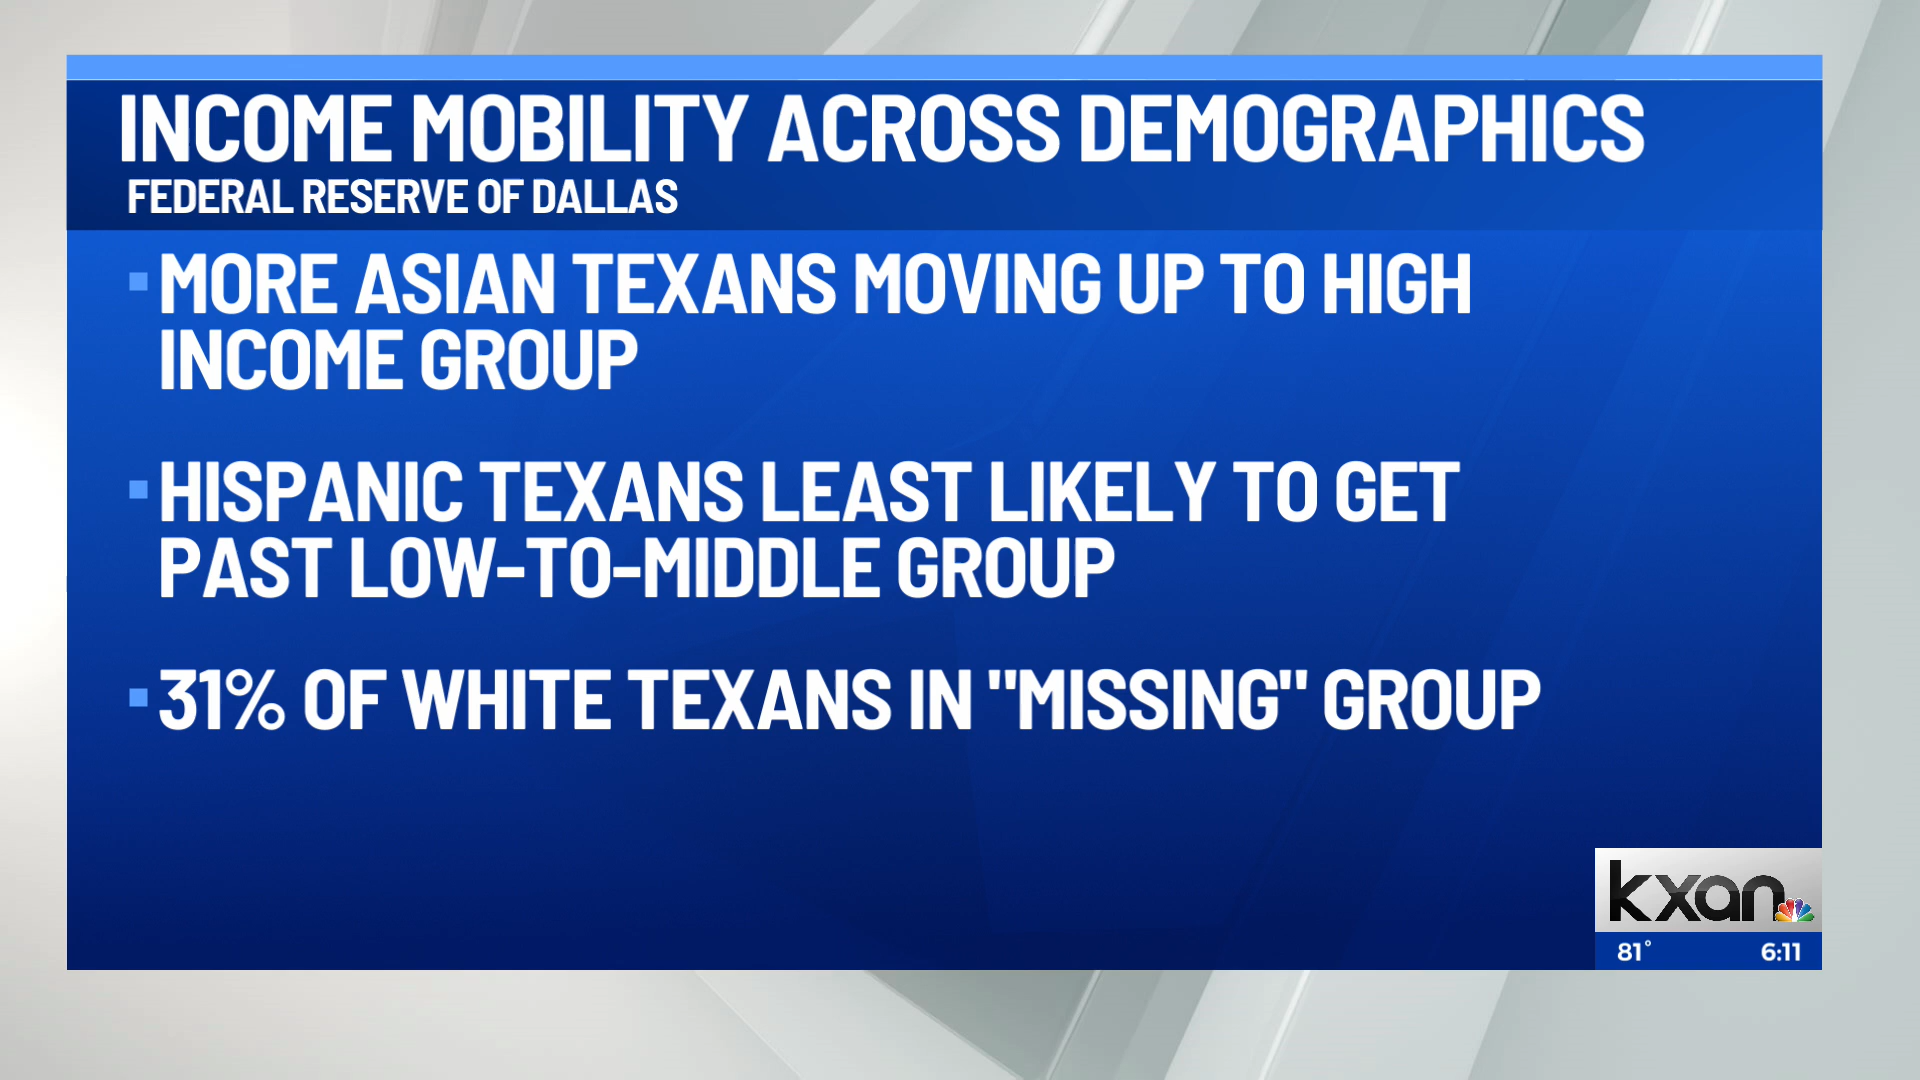 INCOME MOBILITY ACROSS DEMOGRAPHICS
FEDERAL RESERVE OF DALLAS
MORE ASIAN TEXANS MOVING UP TO HIGH
INCOME GROUP
HISPANIC TEXANS LEAST LIKELY TO GET
PAST LOW-TO-MIDDLE GROUP
31% OF WHITE TEXANS IN "MISSING" GROUP
kxan
81° 6:11